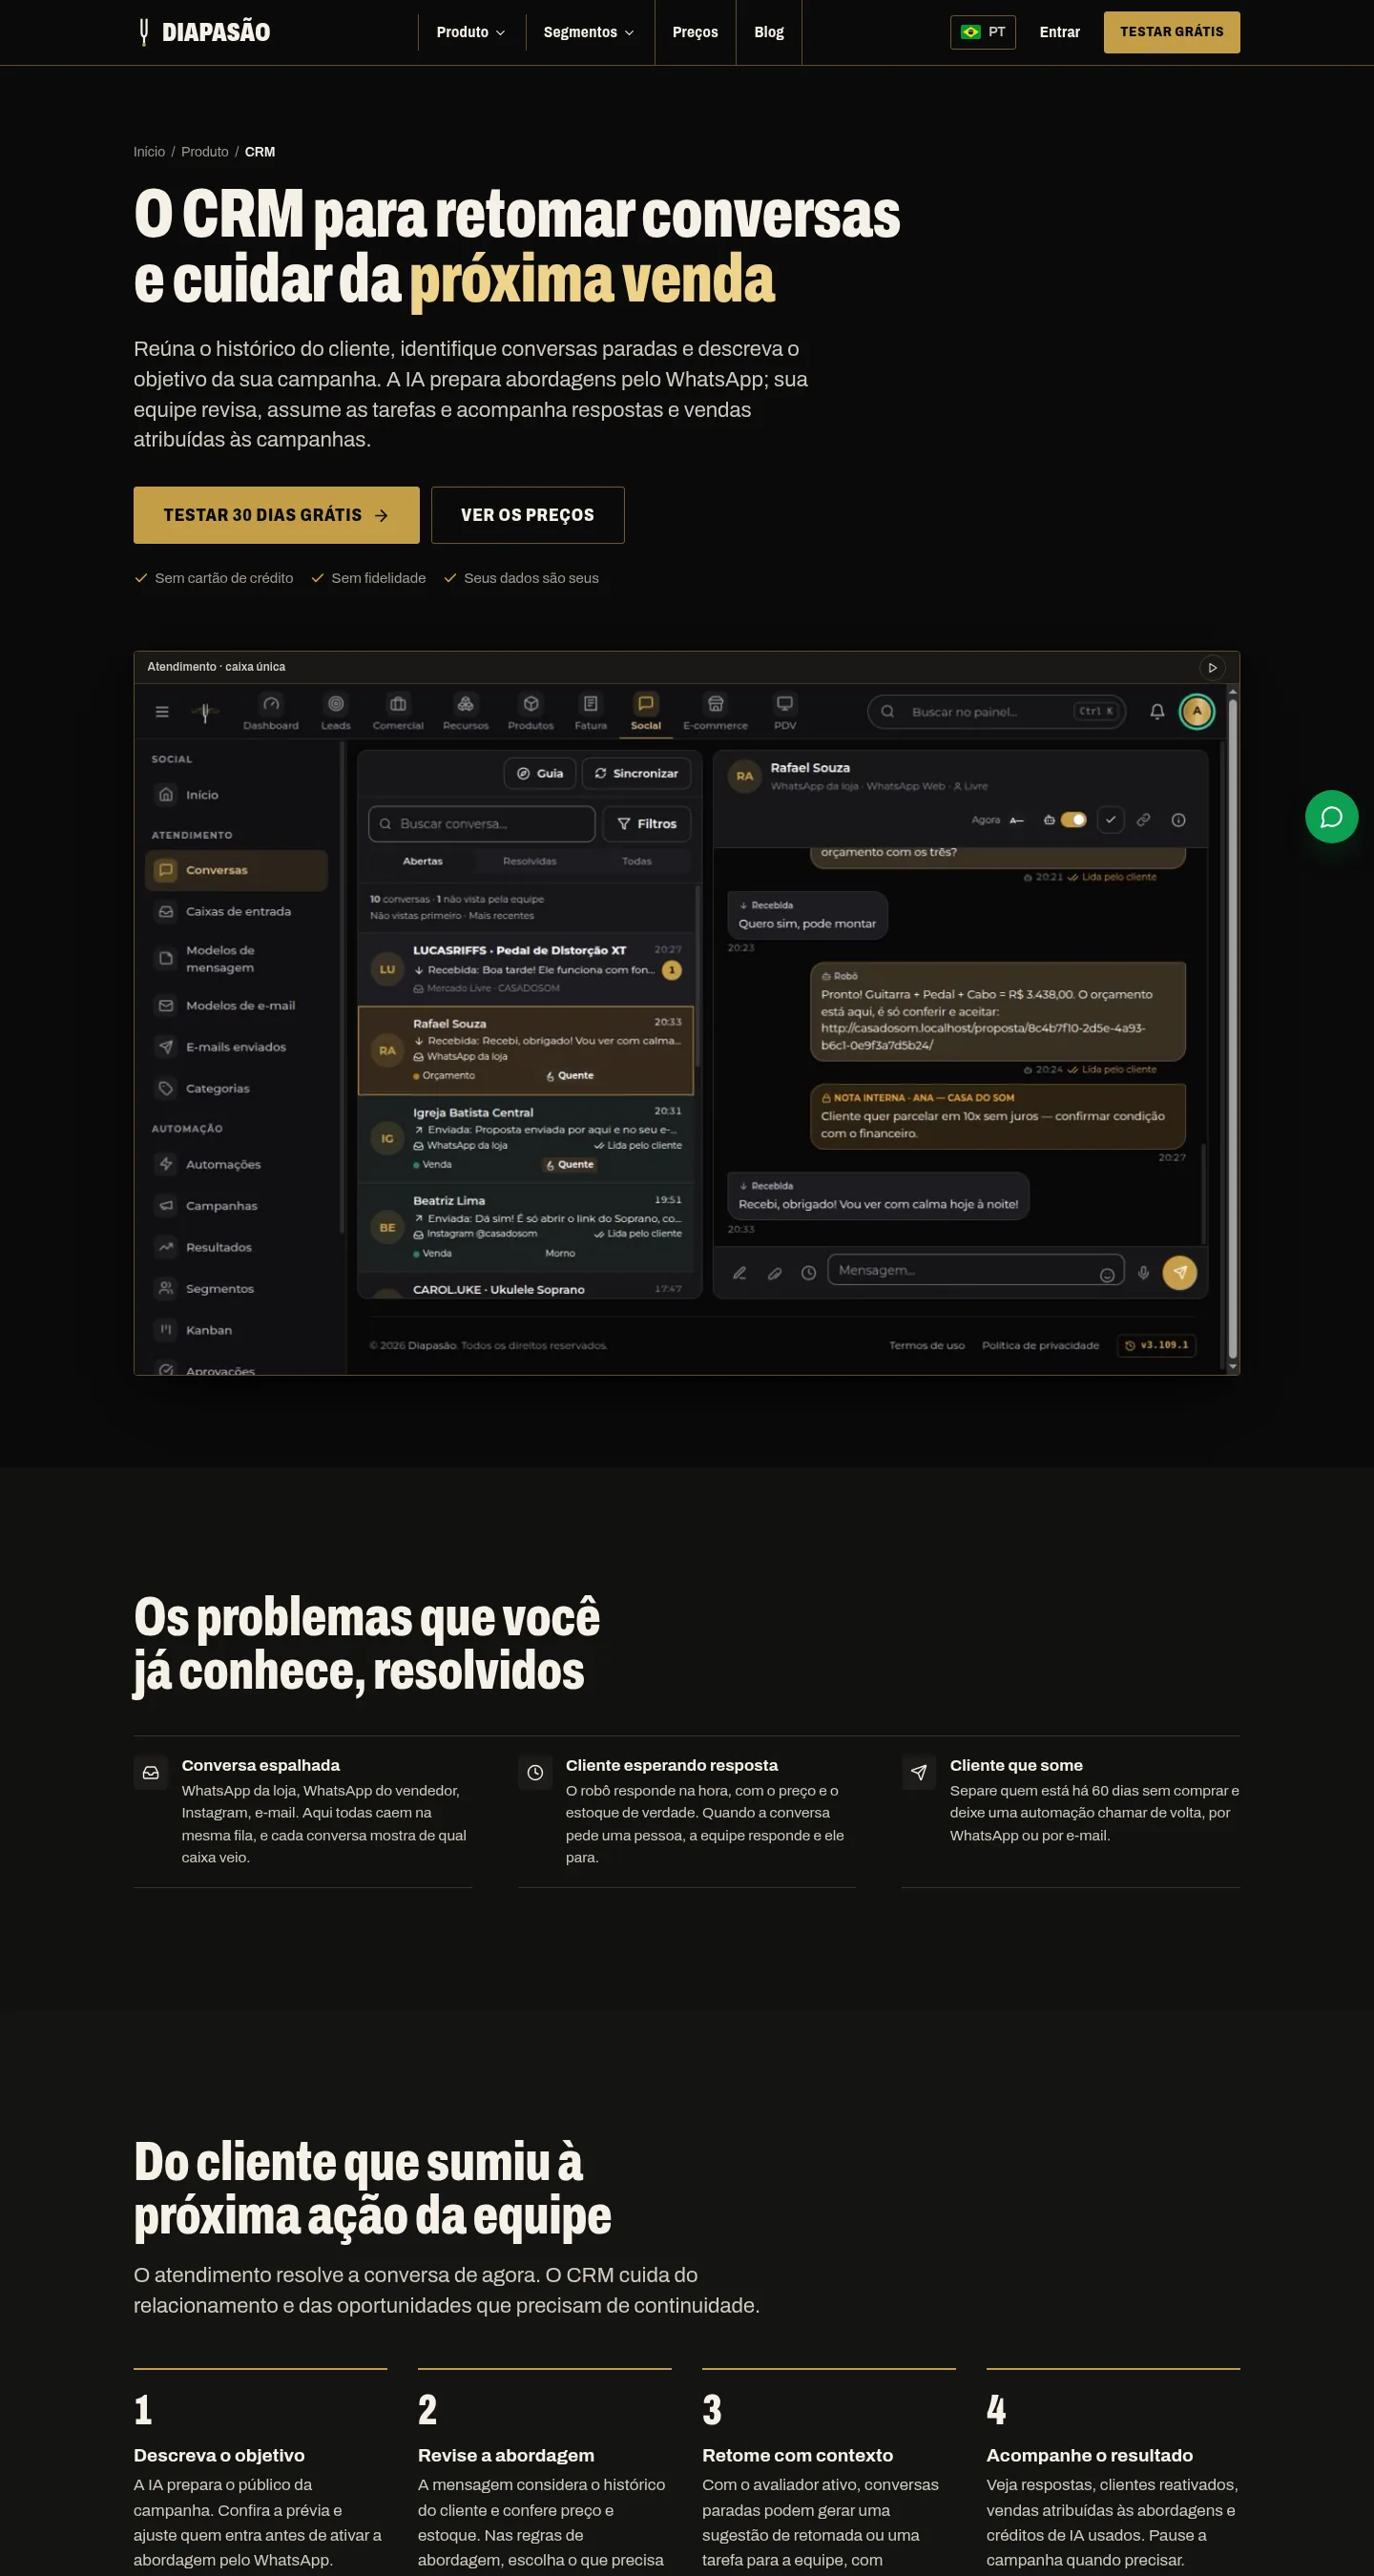 DIAPASÃO
Produto
Segmentos
Preços
Blog
PT
Entrar
TESTAR GRÁTIS
Início / Produto / CRM
O CRM para retomar conversas
e cuidar da próxima venda
Reúna o histórico do cliente, identifique conversas paradas e descreva o
objetivo da sua campanha. A IA prepara abordagens pelo WhatsApp; sua
equipe revisa, assume as tarefas e acompanha respostas e vendas
atribuídas às campanhas.
TESTAR 30 DIAS GRÁTIS
VER OS PREÇOS
Sem cartão de crédito
Sem fidelidade
Seus dados são seus
Atendimento · caixa única
Dashboard
Leads
Comercial
Recursos
Produtos
Fatura
Social
E-commerce
PDV
Buscar no painel...
Ctrl K
A
SOCIAL
Início
ATENDIMENTO
Conversas
Caixas de entrada
Modelos de
mensagem
Modelos de e-mail
E-mails enviados
Categorias
AUTOMAÇÃO
Automações
Campanhas
Resultados
Segmentos
Kanban
Aprovações
Guia
Sincronizar
Buscar conversa...
Filtros
Abertas
Resolvidas
Todas
10 conversas · 1 não vista pela equipe
Não vistas primeiro · Mais recentes
LU
LUCASRIFFS · Pedal de Distorção XT
20:27
Recebida: Boa tarde! Ele funciona com fon...
1
Mercado Livre · CASADOSOM
RA
Rafael Souza
20:33
Recebida: Recebi, obrigado! Vou ver com calma...
WhatsApp da loja
Orçamento
Quente
IG
Igreja Batista Central
20:31
Enviada: Proposta enviada por aqui e no seu e-...
WhatsApp da loja
Lida pelo cliente
Venda
Quente
BE
Beatriz Lima
19:51
Enviada: Dá sim! É só abrir o link do Soprano, co...
Instagram @casadosom
Lida pelo cliente
Venda
Morno
CAROL.UKE · Ukulele Soprano
17:47
RA
Rafael Souza
WhatsApp da loja · WhatsApp Web · Livre
Agora
A—
orçamento com os três?
20:21 Lida pelo cliente
Recebida
Quero sim, pode montar
20:23
Robô
Pronto! Guitarra + Pedal + Cabo = R$ 3.438,00. O orçamento
está aqui, é só conferir e aceitar:
http://casadosom.localhost/proposta/8c4b7f10-2d5e-4a93-
b6c1-0e9f3a7d5b24/
20:24 Lida pelo cliente
NOTA INTERNA · ANA — CASA DO SOM
Cliente quer parcelar em 10x sem juros — confirmar condição
com o financeiro.
20:27
Recebida
Recebi, obrigado! Vou ver com calma hoje à noite!
20:33
Mensagem...
© 2026 Diapasão. Todos os direitos reservados.
Termos de uso
Política de privacidade
v3.109.1
Os problemas que você
já conhece, resolvidos
Conversa espalhada
WhatsApp da loja, WhatsApp do vendedor,
Instagram, e-mail. Aqui todas caem na
mesma fila, e cada conversa mostra de qual
caixa veio.
Cliente esperando resposta
O robô responde na hora, com o preço e o
estoque de verdade. Quando a conversa
pede uma pessoa, a equipe responde e ele
para.
Cliente que some
Separe quem está há 60 dias sem comprar e
deixe uma automação chamar de volta, por
WhatsApp ou por e-mail.
Do cliente que sumiu à
próxima ação da equipe
O atendimento resolve a conversa de agora. O CRM cuida do
relacionamento e das oportunidades que precisam de continuidade.
1
Descreva o objetivo
A IA prepara o público da
campanha. Confira a prévia e
ajuste quem entra antes de ativar a
abordagem pelo WhatsApp.
2
Revise a abordagem
A mensagem considera o histórico
do cliente e confere preço e
estoque. Nas regras de
abordagem, escolha o que precisa
3
Retome com contexto
Com o avaliador ativo, conversas
paradas podem gerar uma
sugestão de retomada ou uma
tarefa para a equipe, com
4
Acompanhe o resultado
Veja respostas, clientes reativados,
vendas atribuídas às abordagens e
créditos de IA usados. Pause a
campanha quando precisar.